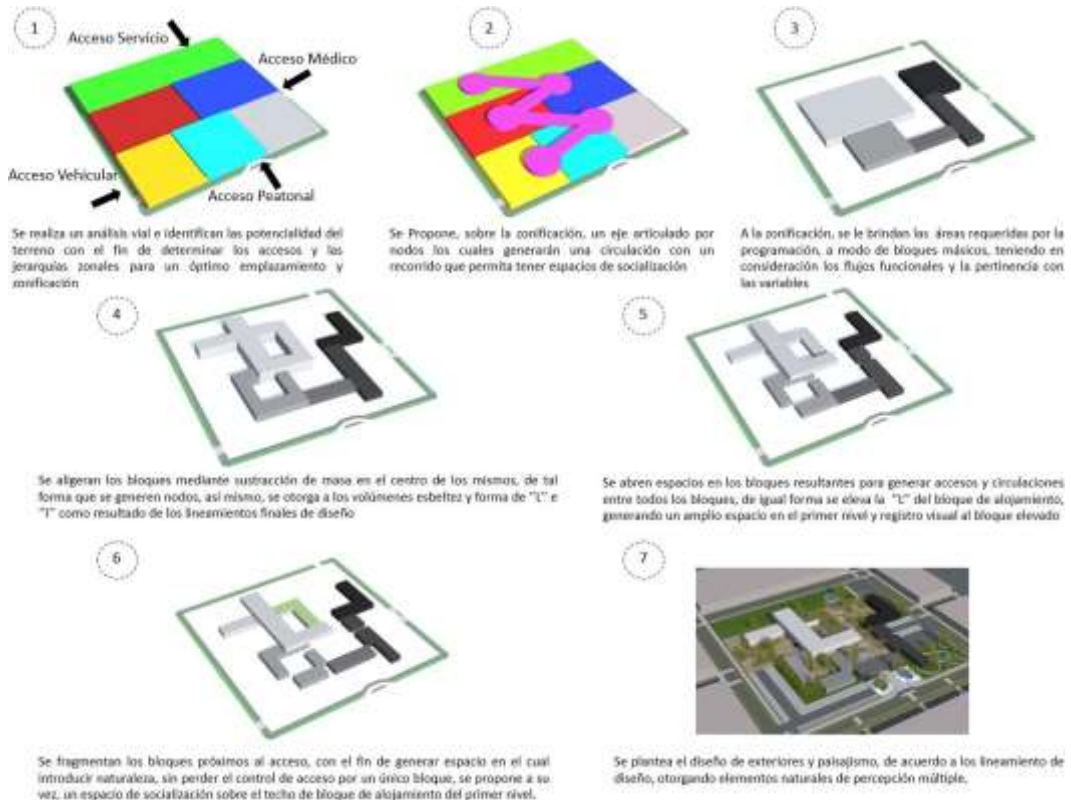 1
Acceso Servicio
Acceso Médico
Acceso Vehicular
Acceso Peatonal
Se realiza un análisis vial e identifican las potencialidad del
terreno con el fin de determinar los accesos y las
jerarquías zonales para un óptimo emplazamiento y
zonificación
2
Se Propone, sobre la zonificación, un eje articulado por
nodos los cuales generarán una circulación con un
recorrido que permita tener espacios de socialización
3
A la zonificación, se le brindan las áreas requeridas por la
programación, a modo de bloques másicos, teniendo en
consideración los flujos funcionales y la pertinencia con
las variables
4
Se aligeran los bloques mediante sustracción de masa en el centro de los mismos, de tal
forma que se generen nodos, así mismo, se otorga a los volúmenes esbeltez y forma de "L" e
"I" como resultado de los lineamientos finales de diseño
5
Se abren espacios en los bloques resultantes para generar accesos y circulaciones
entre todos los bloques, de igual forma se eleva la "L" del bloque de alojamiento,
generando un amplio espacio en el primer nivel y registro visual al bloque elevado
6
Se fragmentan los bloques próximos al acceso, con el fin de generar espacio en el cual
introducir naturaleza, sin perder el control de acceso por un único bloque, se propone a su
vez, un espacio de socialización sobre el techo de bloque de alojamiento del primer nivel.
7
Se plantea el diseño de exteriores y paisajismo, de acuerdo a los lineamiento de
diseño, otorgando elementos naturales de percepción múltiple.